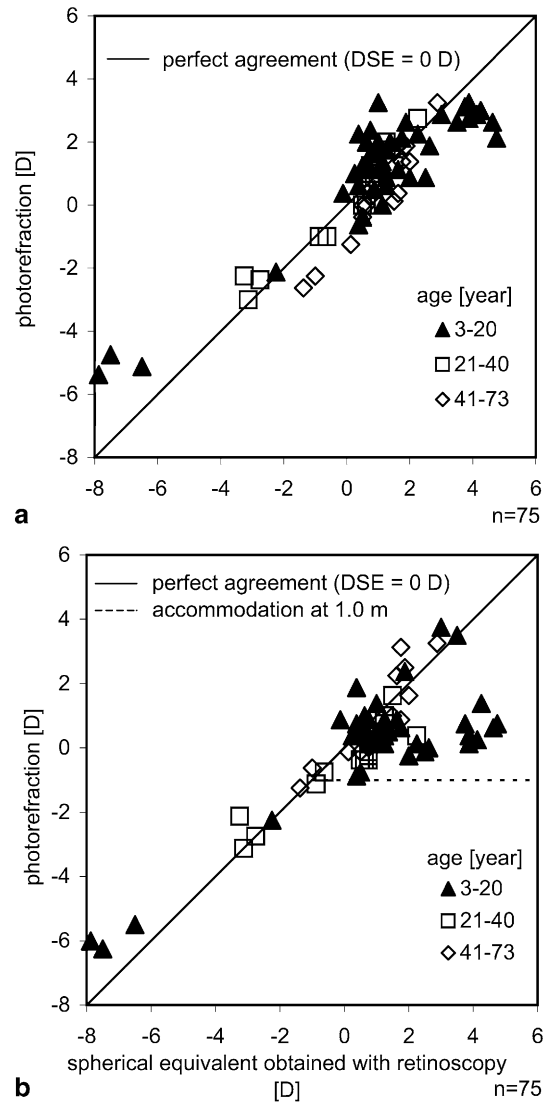 6
4
2
0
-2
-4
-6
-8
photorefraction [D]
perfect agreement (DSE = 0 D)
age [year]
3-20
21-40
41-73
-8 -6 -4 -2 0 2 4 6
a n=75
6
4
2
0
-2
-4
-6
-8
photorefraction [D]
perfect agreement (DSE = 0 D)
accommodation at 1.0 m
age [year]
3-20
21-40
41-73
-8 -6 -4 -2 0 2 4 6
spherical equivalent obtained with retinoscopy
[D]
b n=75